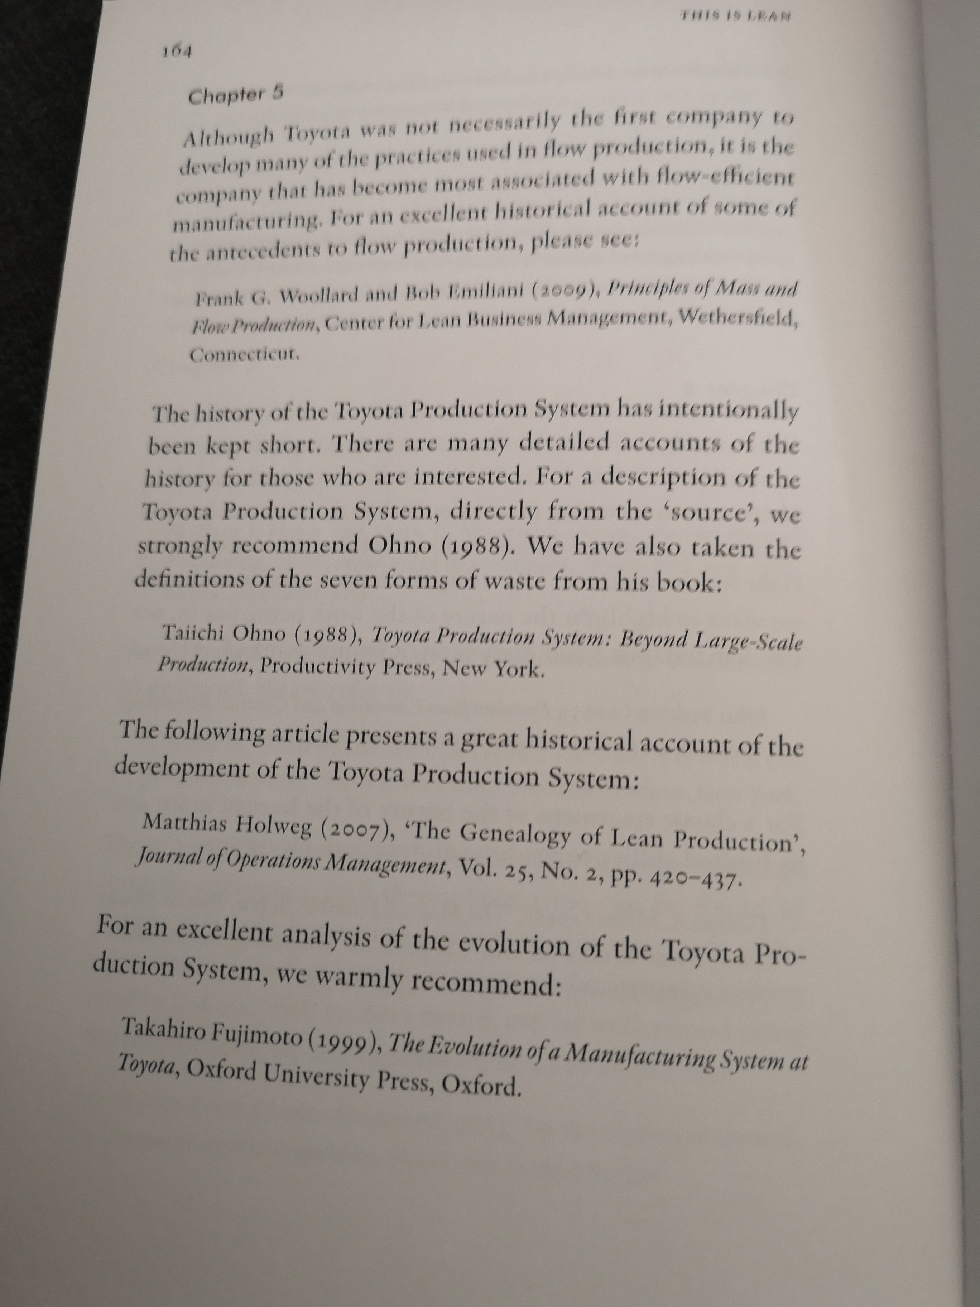 THIS IS LEAN
164
Chapter 5
Although Toyota was not necessarily the first company to
develop many of the practices used in flow production, it is the
company that has become most associated with flow-efficient
manufacturing. For an excellent historical account of some of
the antecedents to flow production, please see:
Frank G. Woollard and Bob Emiliani (2009), Principles of Mass and
Flow Production, Center for Lean Business Management, Wethersfield,
Connecticut.
The history of the Toyota Production System has intentionally
been kept short. There are many detailed accounts of the
history for those who are interested. For a description of the
Toyota Production System, directly from the ‘source’, we
strongly recommend Ohno (1988). We have also taken the
definitions of the seven forms of waste from his book:
Taiichi Ohno (1988), Toyota Production System: Beyond Large-Scale
Production, Productivity Press, New York.
The following article presents a great historical account of the
development of the Toyota Production System:
Matthias Holweg (2007), ‘The Genealogy of Lean Production’,
Journal of Operations Management, Vol. 25, No. 2, pp. 420–437.
For an excellent analysis of the evolution of the Toyota Pro-
duction System, we warmly recommend:
Takahiro Fujimoto (1999), The Evolution of a Manufacturing System at
Toyota, Oxford University Press, Oxford.